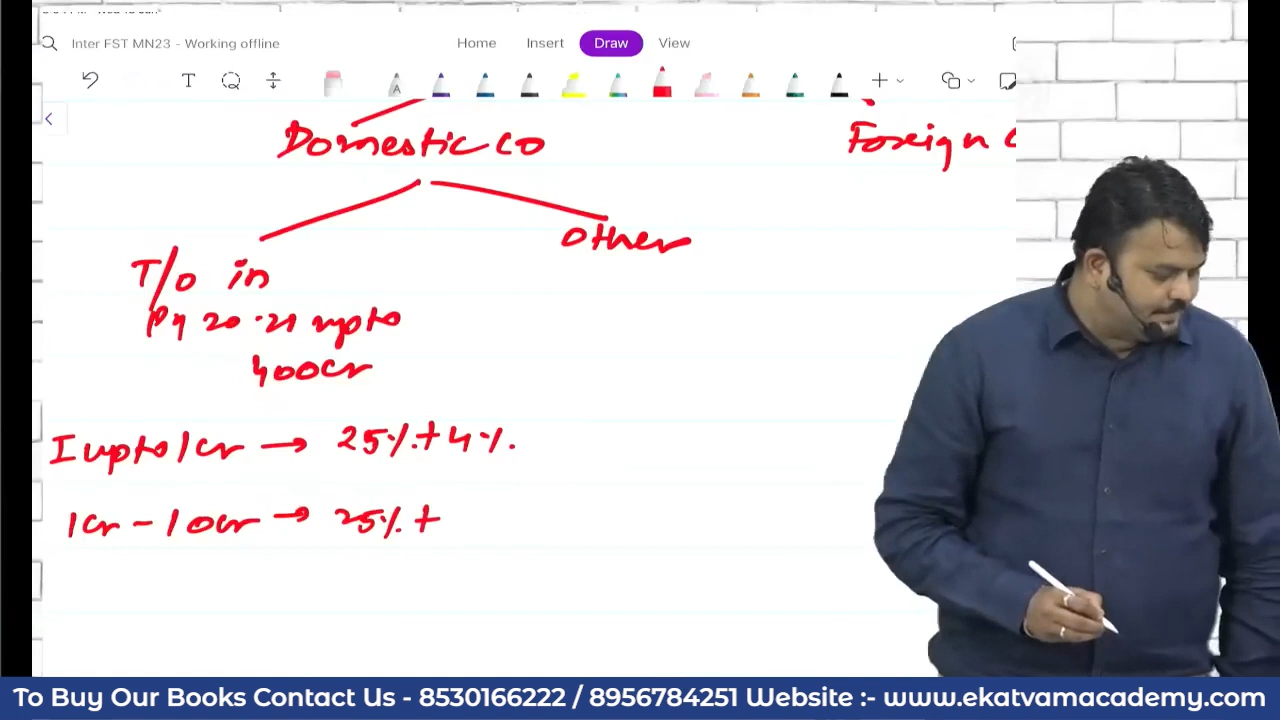 Inter FST MN23 - Working offline
Home Insert Draw View
T
A
Domestic co
Foreign C
Other
T/O in
Py 20-21 upto
400cr
I upto 1cr → 25%+4%.
1cr - 10cr → 25%+
To Buy Our Books Contact Us - 8530166222 / 8956784251 Website :- www.ekatvamacademy.com